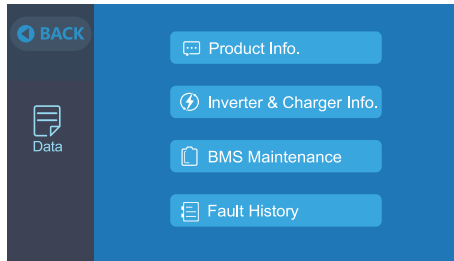 BACK
Data
Product Info.
Inverter & Charger Info.
BMS Maintenance
Fault History